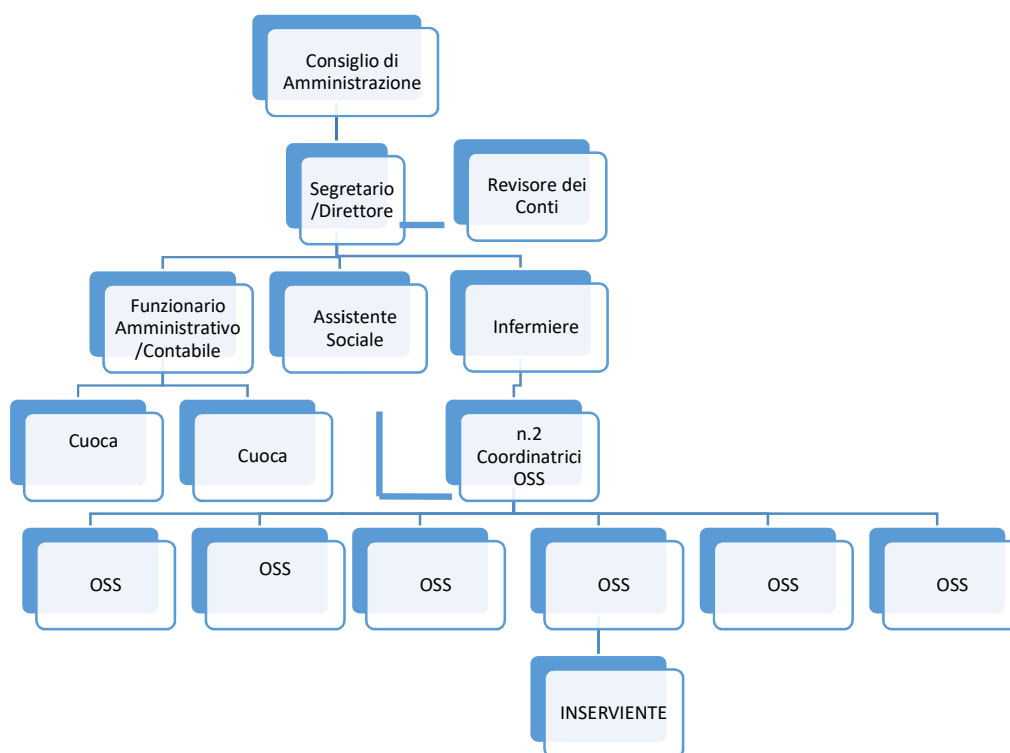 Consiglio di
Amministrazione
Segretario
/Direttore
Revisore dei
Conti
Funzionario
Amministrativo
/Contabile
Assistente
Sociale
Infermiere
Cuoca
Cuoca
n.2
Coordinatrici
OSS
OSS
OSS
OSS
OSS
OSS
OSS
INSERVIENTE